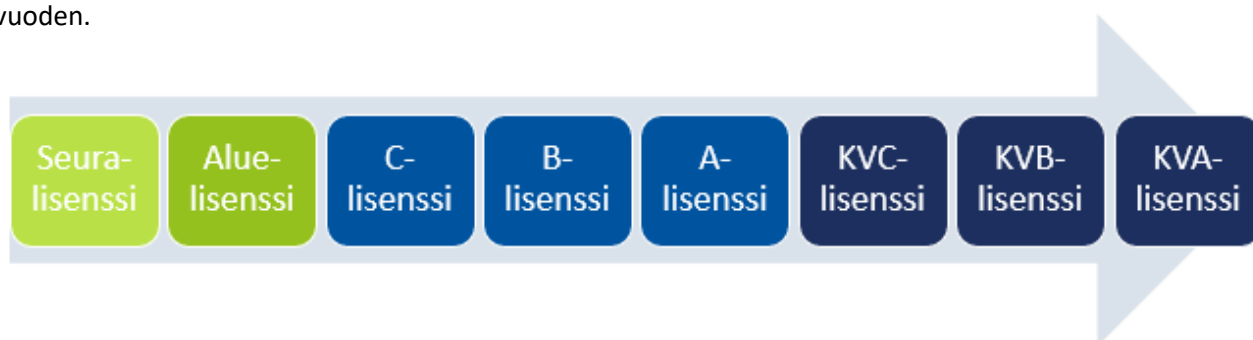 vuoden.
Seura-
lisenssi
Alue-
lisenssi
C-
lisenssi
B-
lisenssi
A-
lisenssi
KVC-
lisenssi
KVB-
lisenssi
KVA-
lisenssi